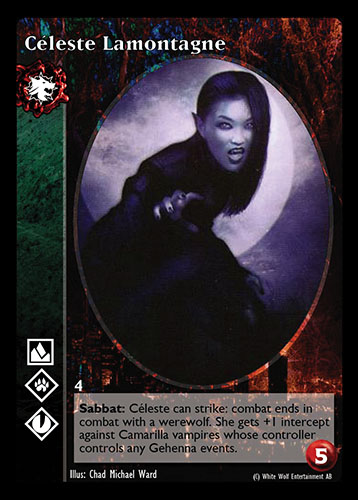 Celeste Lamontagne
4
Sabbat: Céleste can strike: combat ends in
combat with a werewolf. She gets +1 intercept
against Camarilla vampires whose controller
controls any Gehenna events.
5
Illus: Chad Michael Ward
(C) White Wolf Entertainment AB